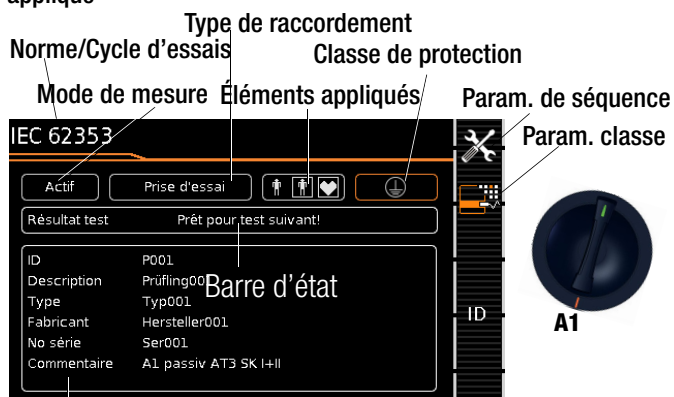 appliqué
Type de raccordement
Norme/Cycle d'essais
Classe de protection
Mode de mesure
Éléments appliqués
Param. de séquence
Param. classe
IEC 62353
Actif
Prise d'essai
Résultat test
Prêt pour test suivant!
Barre d'état
ID P001
Description Prüfling001
Type Typ001
Fabricant Hersteller001
No série Ser001
Commentaire A1 passiv AT3 SK I+II
ID
A1